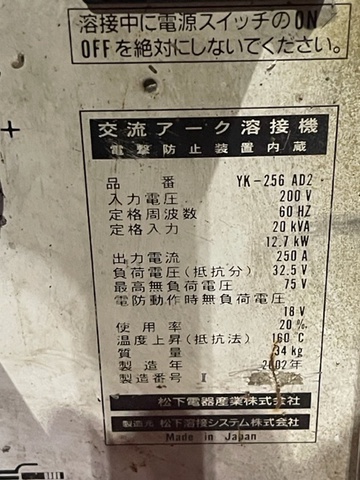 溶接中に電源スイッチのON
OFFを絶対にしないでください。
+
交流アーク溶接機
電撃防止装置内蔵
品番 YK-256 AD2
入力電圧 200 V
定格周波数 60 HZ
定格入力 20 kVA
12.7 kW
出力電流 250 A
負荷電圧(抵抗分) 32.5 V
最高無負荷電圧 75 V
電防動作時無負荷電圧
18 V
使用率 20 %
温度上昇(抵抗法) 160 ℃
質量 34 kg
製造年 2002年
製造番号 I
松下電器産業株式会社
製造元 松下溶接システム株式会社
Made in Japan